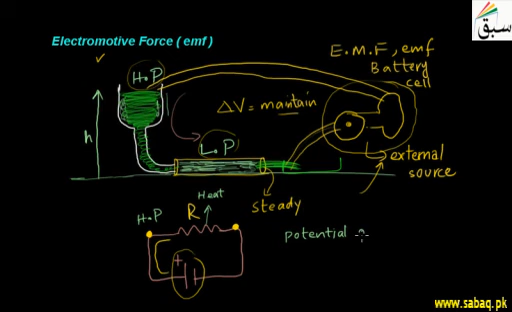 Electromotive Force ( emf )
سبق
E.M.F, emf
Battery
cell
H.P
ΔV = maintain
h
L.P
external
source
Heat
steady
H.P
R
potential
+
www.sabaq.pk